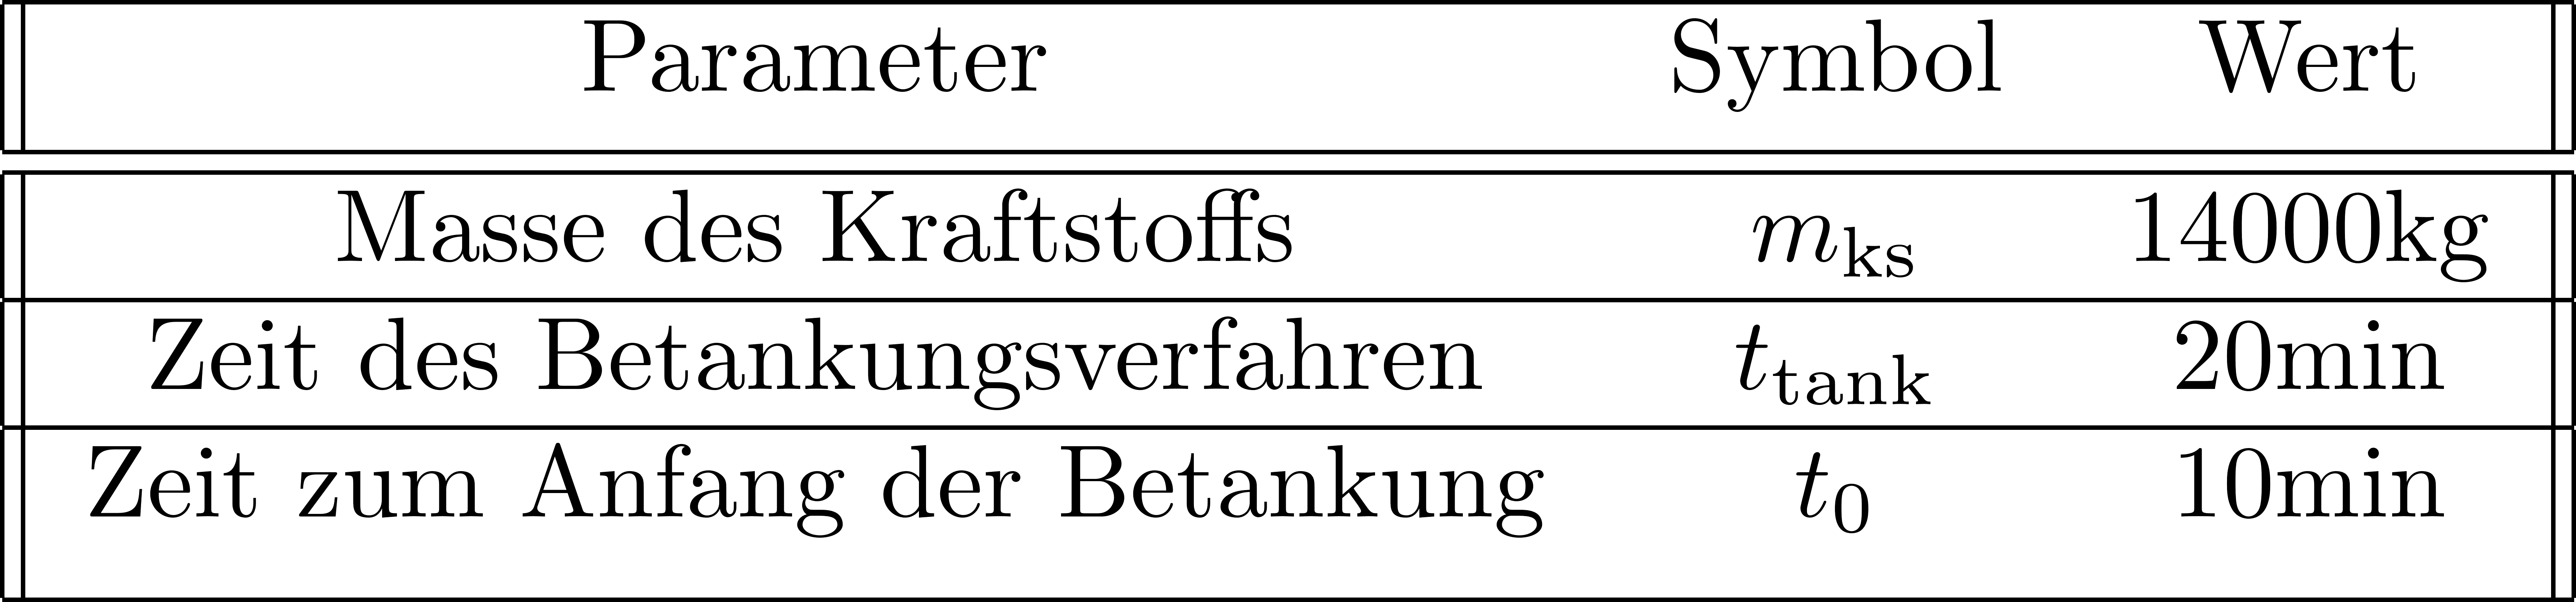 Parameter Symbol Wert
Masse des Kraftstoffs m_ks 14000kg
Zeit des Betankungsverfahren t_tank 20min
Zeit zum Anfang der Betankung t_0 10min